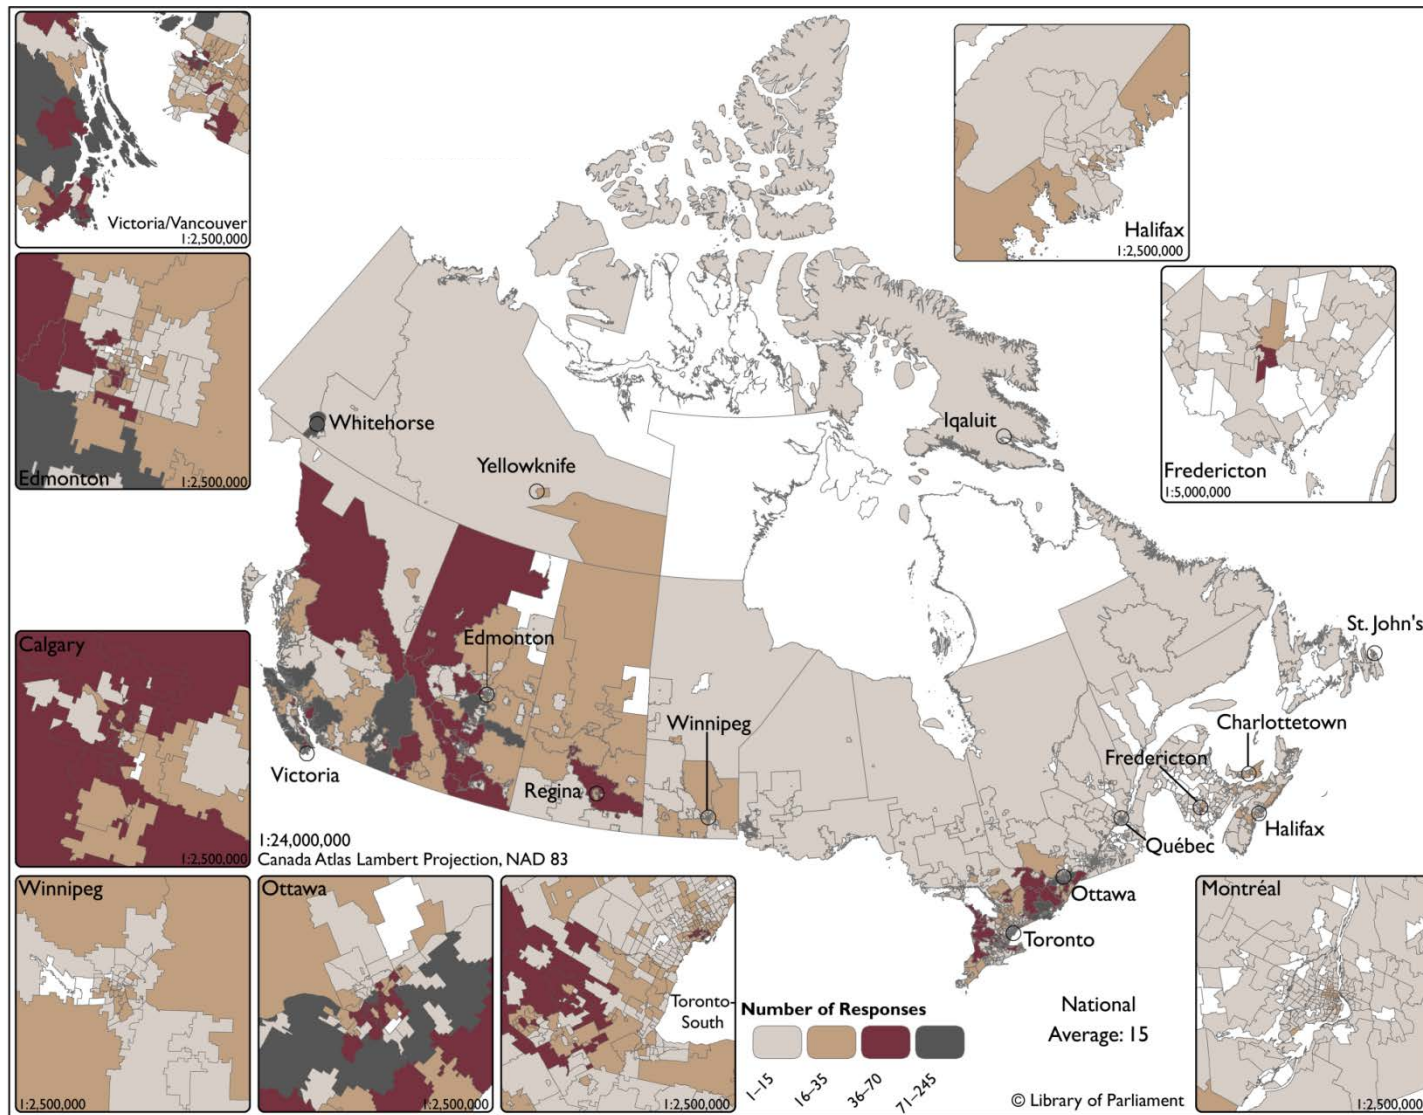 Victoria/Vancouver
1:2,500,000
Halifax
1:2,500,000
Edmonton
1:2,500,000
Fredericton
1:5,000,000
Whitehorse
Yellowknife
Iqaluit
Edmonton
Calgary
1:2,500,000
St. John's
Winnipeg
Charlottetown
Fredericton
Victoria
Regina
Halifax
Québec
1:24,000,000
Canada Atlas Lambert Projection, NAD 83
Ottawa
Toronto
Winnipeg
1:2,500,000
Ottawa
1:2,500,000
Toronto-
South
1:2,500,000
Number of Responses
1–15
16–35
36–70
71–245
National
Average: 15
© Library of Parliament
Montréal
1:2,500,000